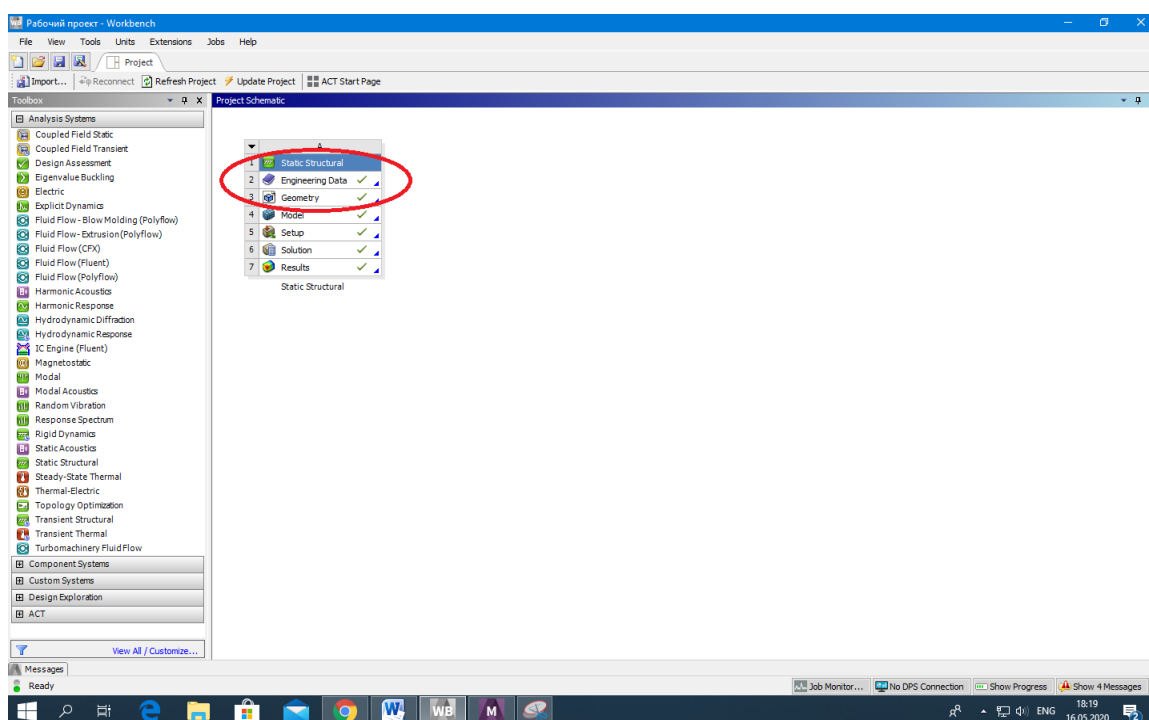 Рабочий проект - Workbench
File View Tools Units Extensions Jobs Help
Project
Import... Reconnect Refresh Project Update Project ACT Start Page
Toolbox
Project Schematic
Analysis Systems
Coupled Field Static
Coupled Field Transient
Design Assessment
Eigenvalue Buckling
Electric
Explicit Dynamics
Fluid Flow - Blow Molding (Polyflow)
Fluid Flow - Extrusion (Polyflow)
Fluid Flow (CFX)
Fluid Flow (Fluent)
Fluid Flow (Polyflow)
Harmonic Acoustics
Harmonic Response
Hydrodynamic Diffraction
Hydrodynamic Response
IC Engine (Fluent)
Magnetostatic
Modal
Modal Acoustics
Random Vibration
Response Spectrum
Rigid Dynamics
Static Acoustics
Static Structural
Steady-State Thermal
Thermal-Electric
Topology Optimization
Transient Structural
Transient Thermal
Turbomachinery Fluid Flow
Component Systems
Custom Systems
Design Exploration
ACT
View All / Customize...
A
1 Static Structural
2 Engineering Data
3 Geometry
4 Model
5 Setup
6 Solution
7 Results
Static Structural
Messages
Ready
Job Monitor... No DPS Connection Show Progress Show 4 Messages
WB M
ENG
18:19
16.05.2020
2